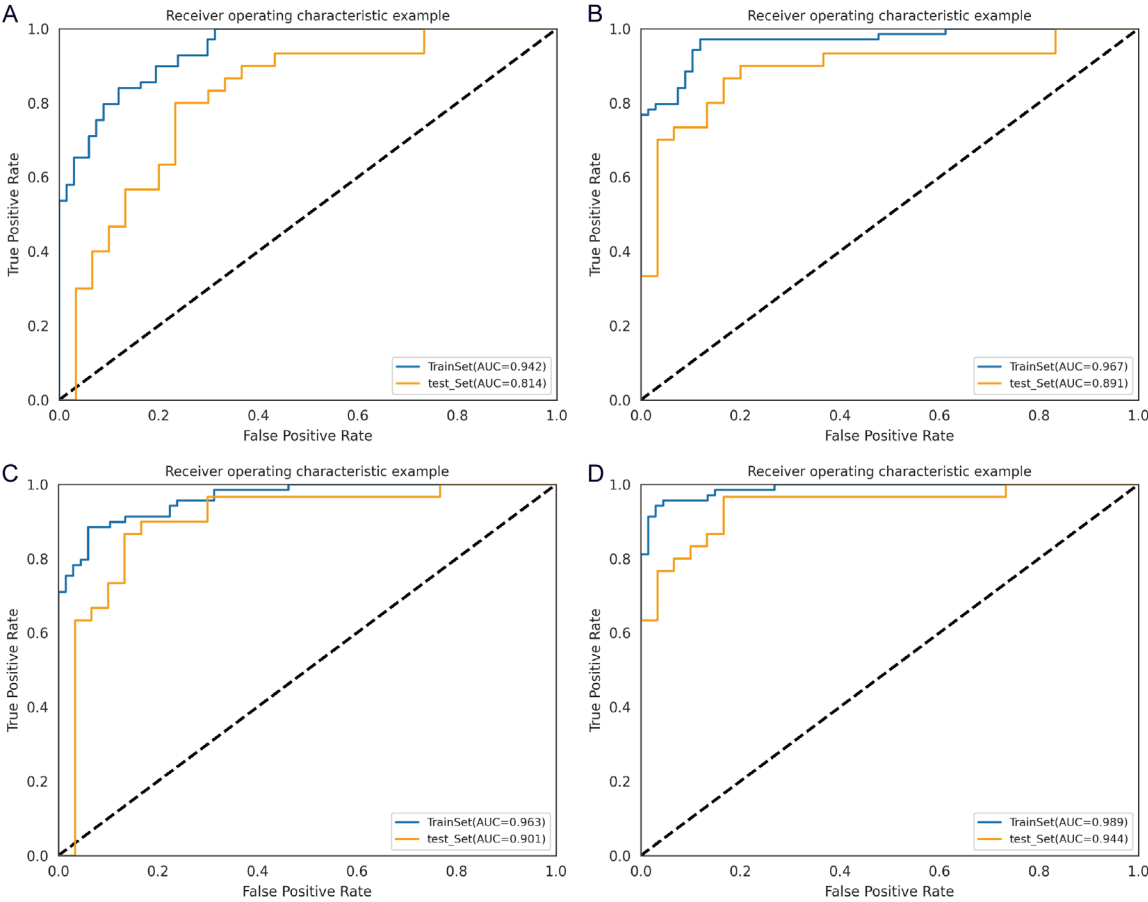 A
Receiver operating characteristic example
1.0
0.8
0.6
0.4
0.2
0.0
True Positive Rate
TrainSet(AUC=0.942)
test_Set(AUC=0.814)
0.0 0.2 0.4 0.6 0.8 1.0
False Positive Rate
B
Receiver operating characteristic example
1.0
0.8
0.6
0.4
0.2
0.0
True Positive Rate
TrainSet(AUC=0.967)
test_Set(AUC=0.891)
0.0 0.2 0.4 0.6 0.8 1.0
False Positive Rate
C
Receiver operating characteristic example
1.0
0.8
0.6
0.4
0.2
0.0
True Positive Rate
TrainSet(AUC=0.963)
test_Set(AUC=0.901)
0.0 0.2 0.4 0.6 0.8 1.0
False Positive Rate
D
Receiver operating characteristic example
1.0
0.8
0.6
0.4
0.2
0.0
True Positive Rate
TrainSet(AUC=0.989)
test_Set(AUC=0.944)
0.0 0.2 0.4 0.6 0.8 1.0
False Positive Rate